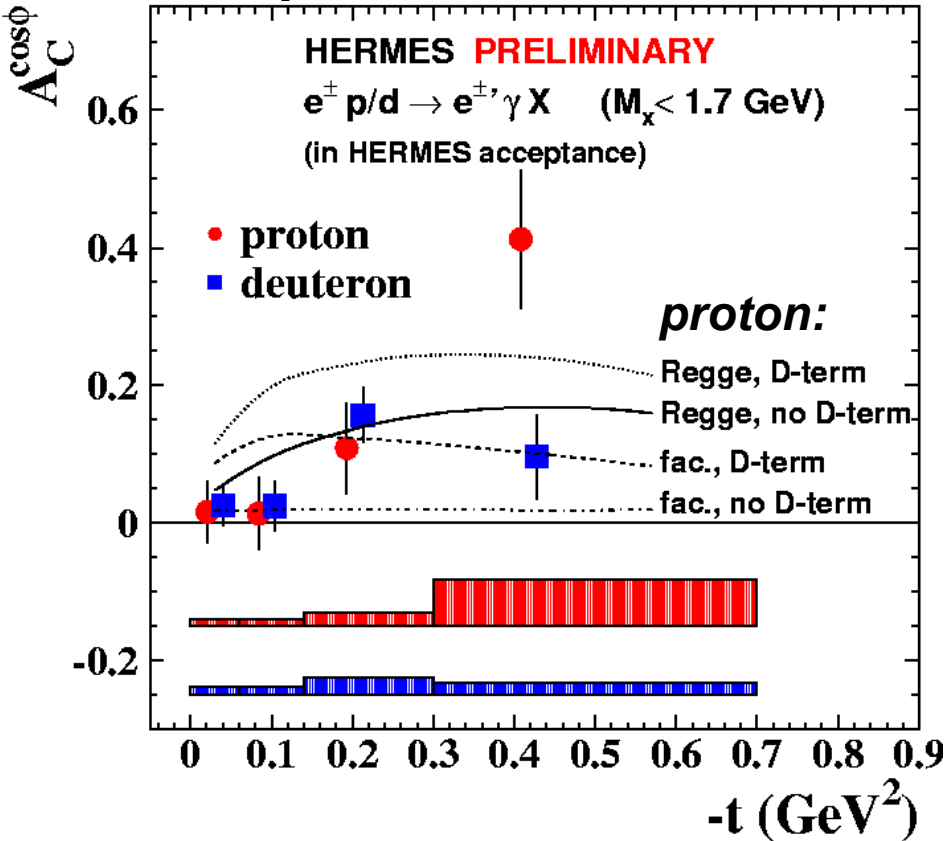 A_C^cosϕ
HERMES PRELIMINARY
e^± p/d → e^±' γ X (M_x < 1.7 GeV)
(in HERMES acceptance)
proton
deuteron
proton:
Regge, D-term
Regge, no D-term
fac., D-term
fac., no D-term
0.6
0.4
0.2
0
-0.2
0 0.1 0.2 0.3 0.4 0.5 0.6 0.7 0.8 0.9
-t (GeV²)